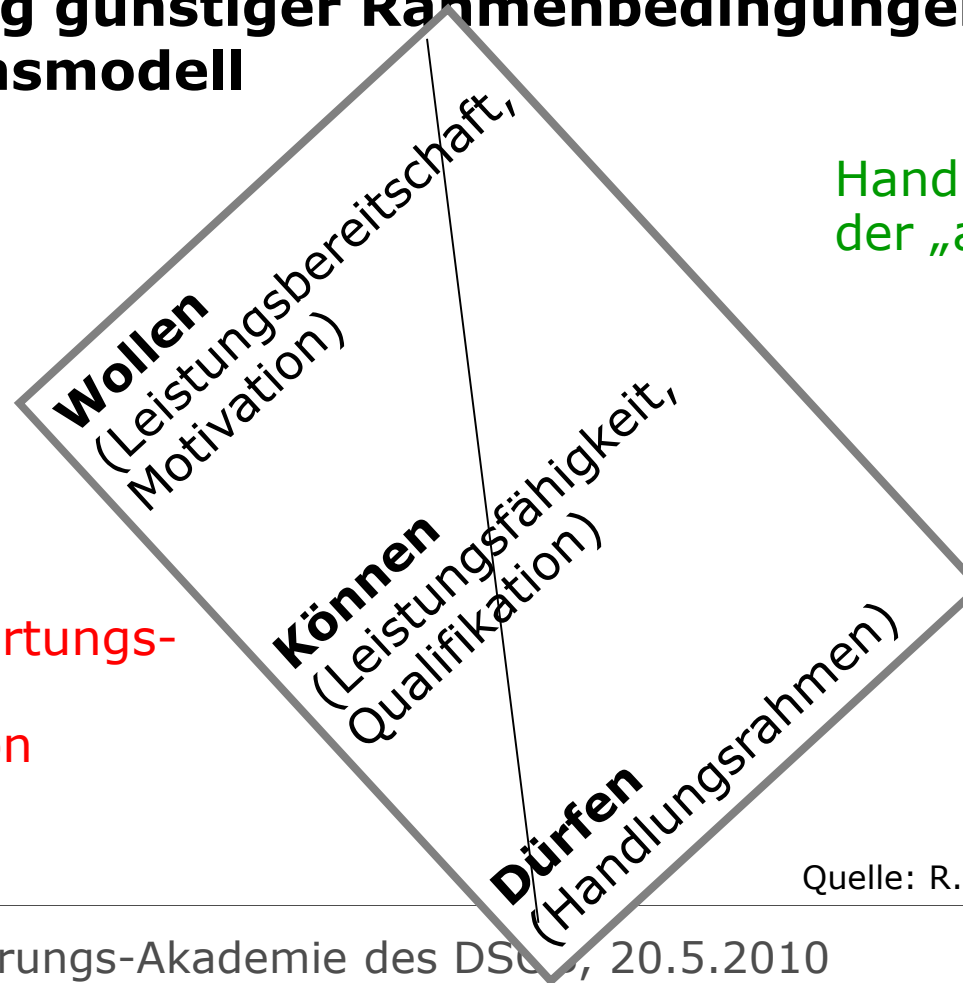 g günstiger Rahmenbedingungen
nsmodell
Hand
der „a
Wollen
(Leistungsbereitschaft,
Motivation)
Können
(Leistungsfähigkeit,
Qualifikation)
rtungs-
n
Dürfen
(Handlungsrahmen)
Quelle: R.
rungs-Akademie des , 20.5.2010